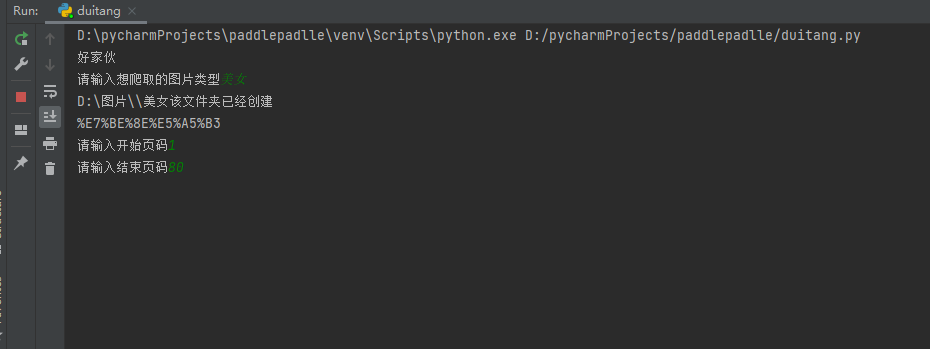 Run: duitang
D:\pycharmProjects\paddlepadlle\venv\Scripts\python.exe D:/pycharmProjects/paddlepadlle/duitang.py
好家伙
请输入想爬取的图片类型美女
D:\图片\\美女该文件夹已经创建
%E7%BE%8E%E5%A5%B3
请输入开始页码1
请输入结束页码80